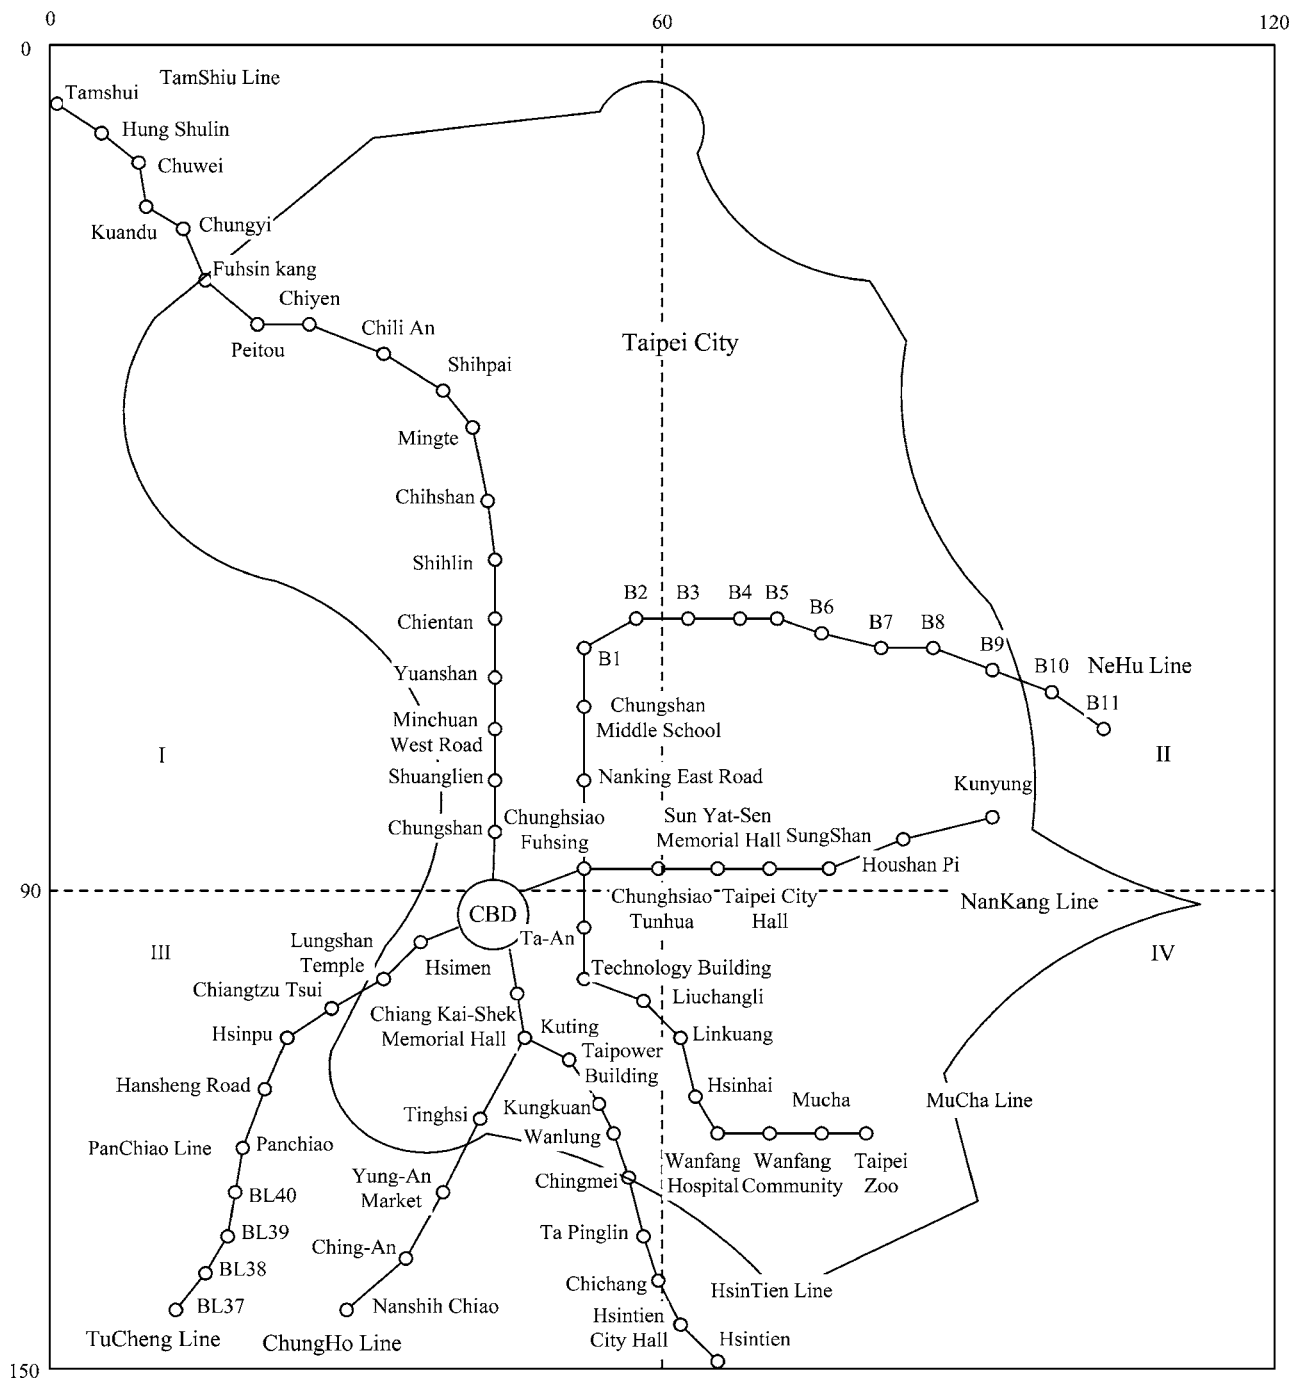 0
60
120
0
TamShiu Line
Tamshui
Hung Shulin
Chuwei
Chungyi
Kuandu
Fuhsin kang
Chiyen
Peitou
Chili An
Taipei City
Shihpai
Mingte
Chihshan
Shihlin
Chientan
B2
B3
B4
B5
B6
B7
B8
B9
B10
B11
NeHu Line
B1
Yuanshan
Chungshan
Middle School
Minchuan
West Road
I
II
Shuanglien
Nanking East Road
Kunyung
Chungshan
Chunghsiao
Fuhsing
Sun Yat-Sen
Memorial Hall
SungShan
Houshan Pi
90
Chunghsiao
Tunhua
Taipei City
Hall
NanKang Line
CBD
Ta-An
III
IV
Lungshan
Temple
Hsimen
Technology Building
Chiangtzu Tsui
Liuchangli
Chiang Kai-Shek
Memorial Hall
Kuting
Linkuang
Hsinpu
Taipower
Building
Hansheng Road
Hsinhai
Mucha
MuCha Line
Tinghsi
Kungkuan
PanChiao Line
Panchiao
Wanlung
Wanfang
Hospital
Wanfang
Community
Taipei
Zoo
Yung-An
Market
Chingmei
BL40
BL39
Ta Pinglin
Ching-An
BL38
Chichang
HsinTien Line
BL37
Nanshih Chiao
Hsintien
City Hall
TuCheng Line
ChungHo Line
Hsintien
150